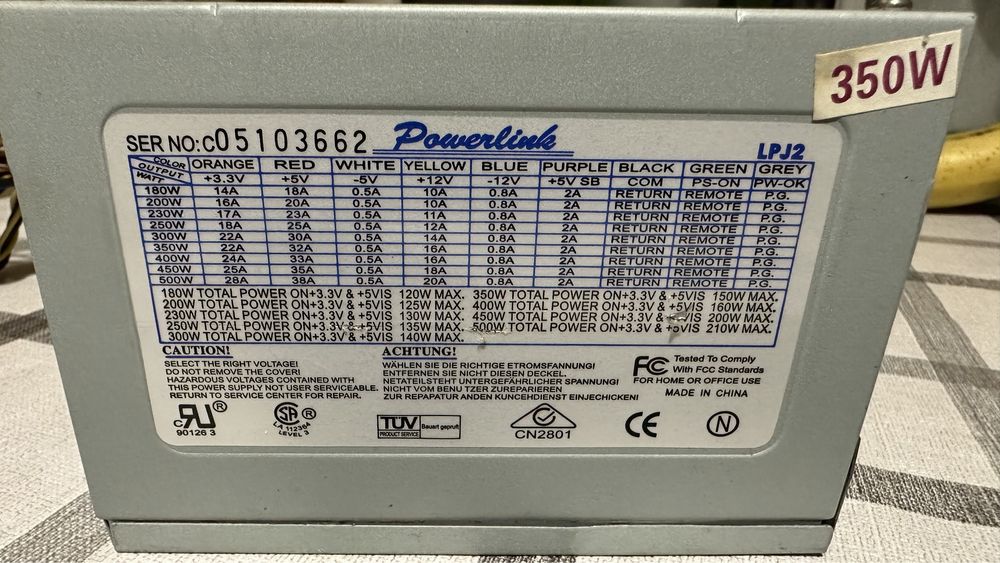 350W
SER NO:C05103662 Powerlink LPJ2
COLOR ORANGE RED WHITE YELLOW BLUE PURPLE BLACK GREEN GREY
OUTPUT WATT +3.3V +5V -5V +12V -12V +5V SB COM PS-ON PW-OK
180W 14A 18A 0.5A 10A 0.8A 2A RETURN REMOTE P.G.
200W 16A 20A 0.5A 10A 0.8A 2A RETURN REMOTE P.G.
230W 17A 23A 0.5A 11A 0.8A 2A RETURN REMOTE P.G.
250W 18A 25A 0.5A 12A 0.8A 2A RETURN REMOTE P.G.
300W 22A 30A 0.5A 14A 0.8A 2A RETURN REMOTE P.G.
350W 22A 32A 0.5A 16A 0.8A 2A RETURN REMOTE P.G.
400W 24A 33A 0.5A 16A 0.8A 2A RETURN REMOTE P.G.
450W 25A 35A 0.5A 18A 0.8A 2A RETURN REMOTE P.G.
500W 28A 38A 0.5A 20A 0.8A 2A RETURN REMOTE P.G.
180W TOTAL POWER ON+3.3V & +5VIS 120W MAX. 350W TOTAL POWER ON+3.3V & +5VIS 150W MAX.
200W TOTAL POWER ON+3.3V & +5VIS 125W MAX. 400W TOTAL POWER ON+3.3V & +5VIS 160W MAX.
230W TOTAL POWER ON+3.3V & +5VIS 130W MAX. 450W TOTAL POWER ON+3.3V & +5VIS 200W MAX.
250W TOTAL POWER ON+3.3V & +5VIS 135W MAX. 500W TOTAL POWER ON+3.3V & +5VIS 210W MAX.
300W TOTAL POWER ON+3.3V & +5VIS 140W MAX.
CAUTION!
SELECT THE RIGHT VOLTAGE!
DO NOT REMOVE THE COVER!
HAZARDOUS VOLTAGES CONTAINED WITH
THIS POWER SUPPLY NOT USER SERVICEABLE.
RETURN TO SERVICE CENTER FOR REPAIR.
ACHTUNG!
WÄHLEN SIE DIE RICHTIGE ETROMSFANNUNG!
ENTFERNEN SIE NICHT DIESEN DECKEL.
NETATEILSTEHT UNTERGEFÄHRLICHER SPANNUNG!
NICHT VOM BENU TZER ZUREPARIEREN
ZUR REPARATUR ANDEN KUNCEHDIENST EINJECHICKEN!
FC Tested To Comply
With FCC Standards
FOR HOME OR OFFICE USE
MADE IN CHINA
c RU ®
90126 3
SA ®
LA 112364
LEVEL 3
TÜV Bauart geprüft
PRODUCT SERVICE
CN2801
CE
N